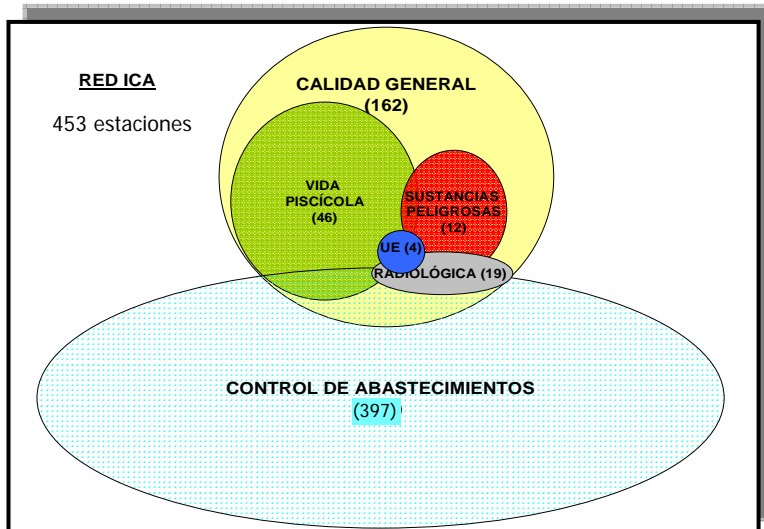 RED ICA
453 estaciones
CALIDAD GENERAL
(162)
VIDA
PISCÍCOLA
(46)
SUSTANCIAS
PELIGROSAS
(12)
UE (4)
RADIOLÓGICA (19)
CONTROL DE ABASTECIMIENTOS
(397)